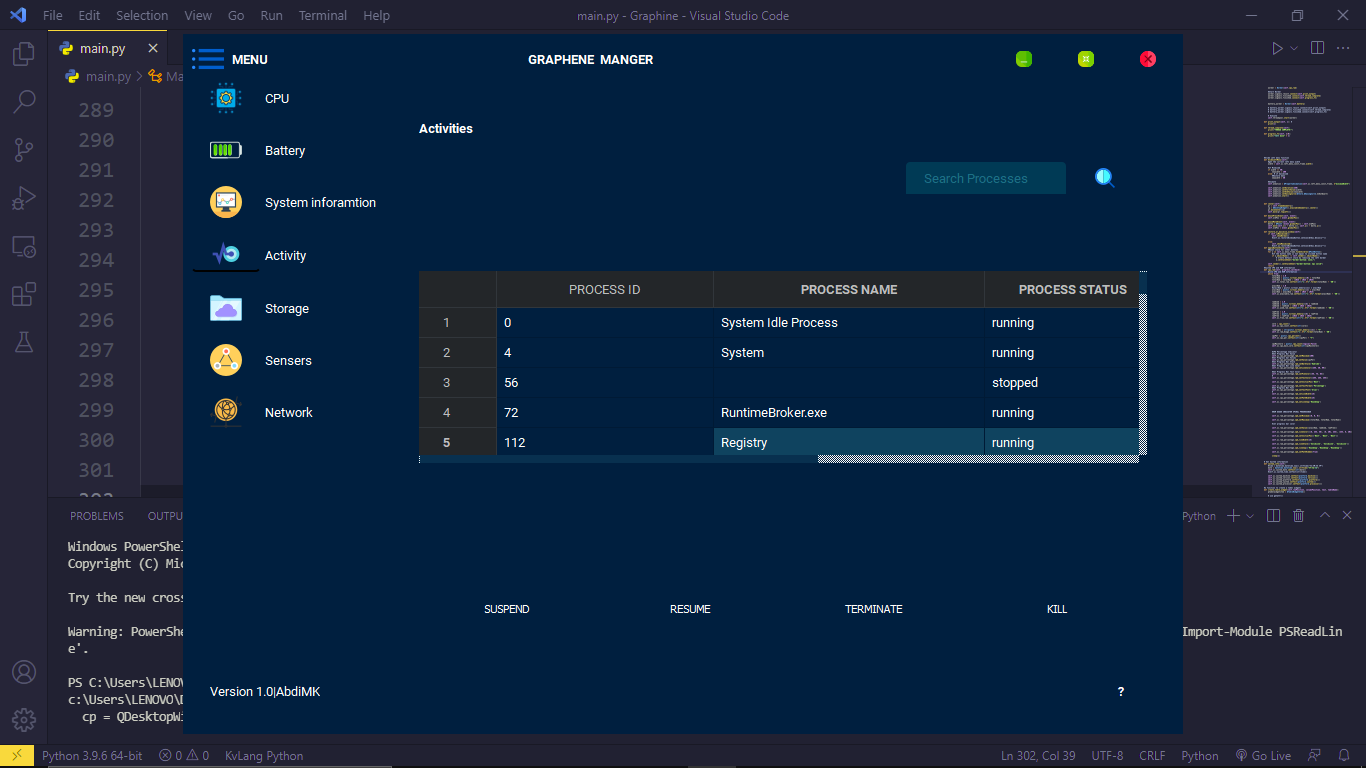 File Edit Selection View Go Run Terminal Help main.py - Graphine - Visual Studio Code
main.py
main.py > Ma
289
290
291
292
293
294
295
296
297
298
299
300
301
302
MENU
GRAPHENE MANGER
CPU
Battery
System inforamtion
Activity
Storage
Sensers
Network
Activities
Search Processes
PROCESS ID PROCESS NAME PROCESS STATUS
1 0 System Idle Process running
2 4 System running
3 56 stopped
4 72 RuntimeBroker.exe running
5 112 Registry running
SUSPEND RESUME TERMINATE KILL
Version 1.0|AbdiMK
?
PROBLEMS OUTPU
Python
Windows PowerShel
Copyright (C) Mic
Try the new cross
Warning: PowerShe Import-Module PSReadLin
e'.
PS C:\Users\LENOV
c:\Users\LENOVO\D
cp = QDesktopWi
Python 3.9.6 64-bit 0 0 KvLang Python Ln 302, Col 39 UTF-8 CRLF Python Go Live